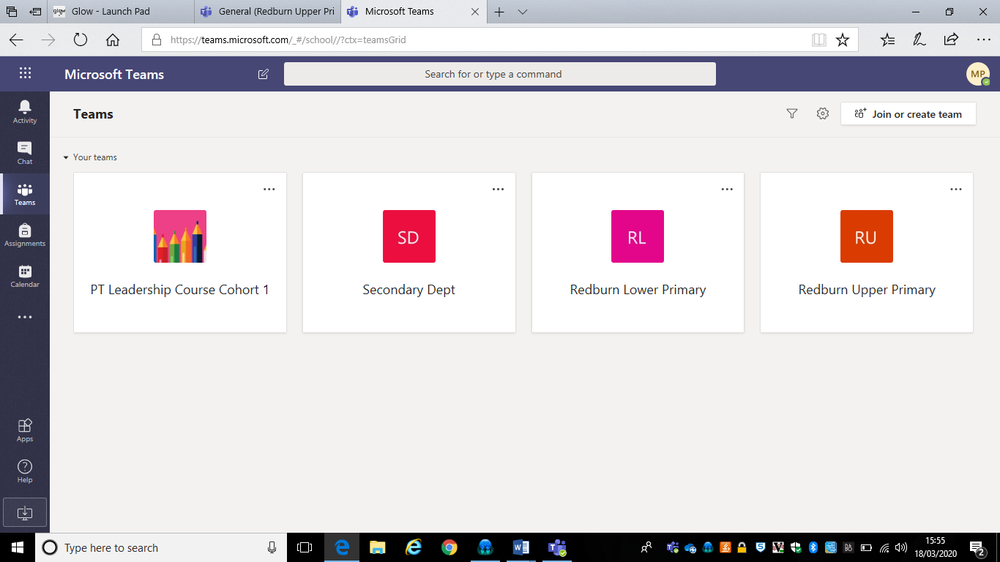 glow
Glow - Launch Pad
General (Redburn Upper Pri
Microsoft Teams
https://teams.microsoft.com/_#/school//?ctx=teamsGrid
Microsoft Teams
Search for or type a command
MP
Activity
Chat
Teams
Assignments
Calendar
Apps
Help
Teams
Join or create team
Your teams
PT Leadership Course Cohort 1
SD
Secondary Dept
RL
Redburn Lower Primary
RU
Redburn Upper Primary
Type here to search
15:55
18/03/2020
2